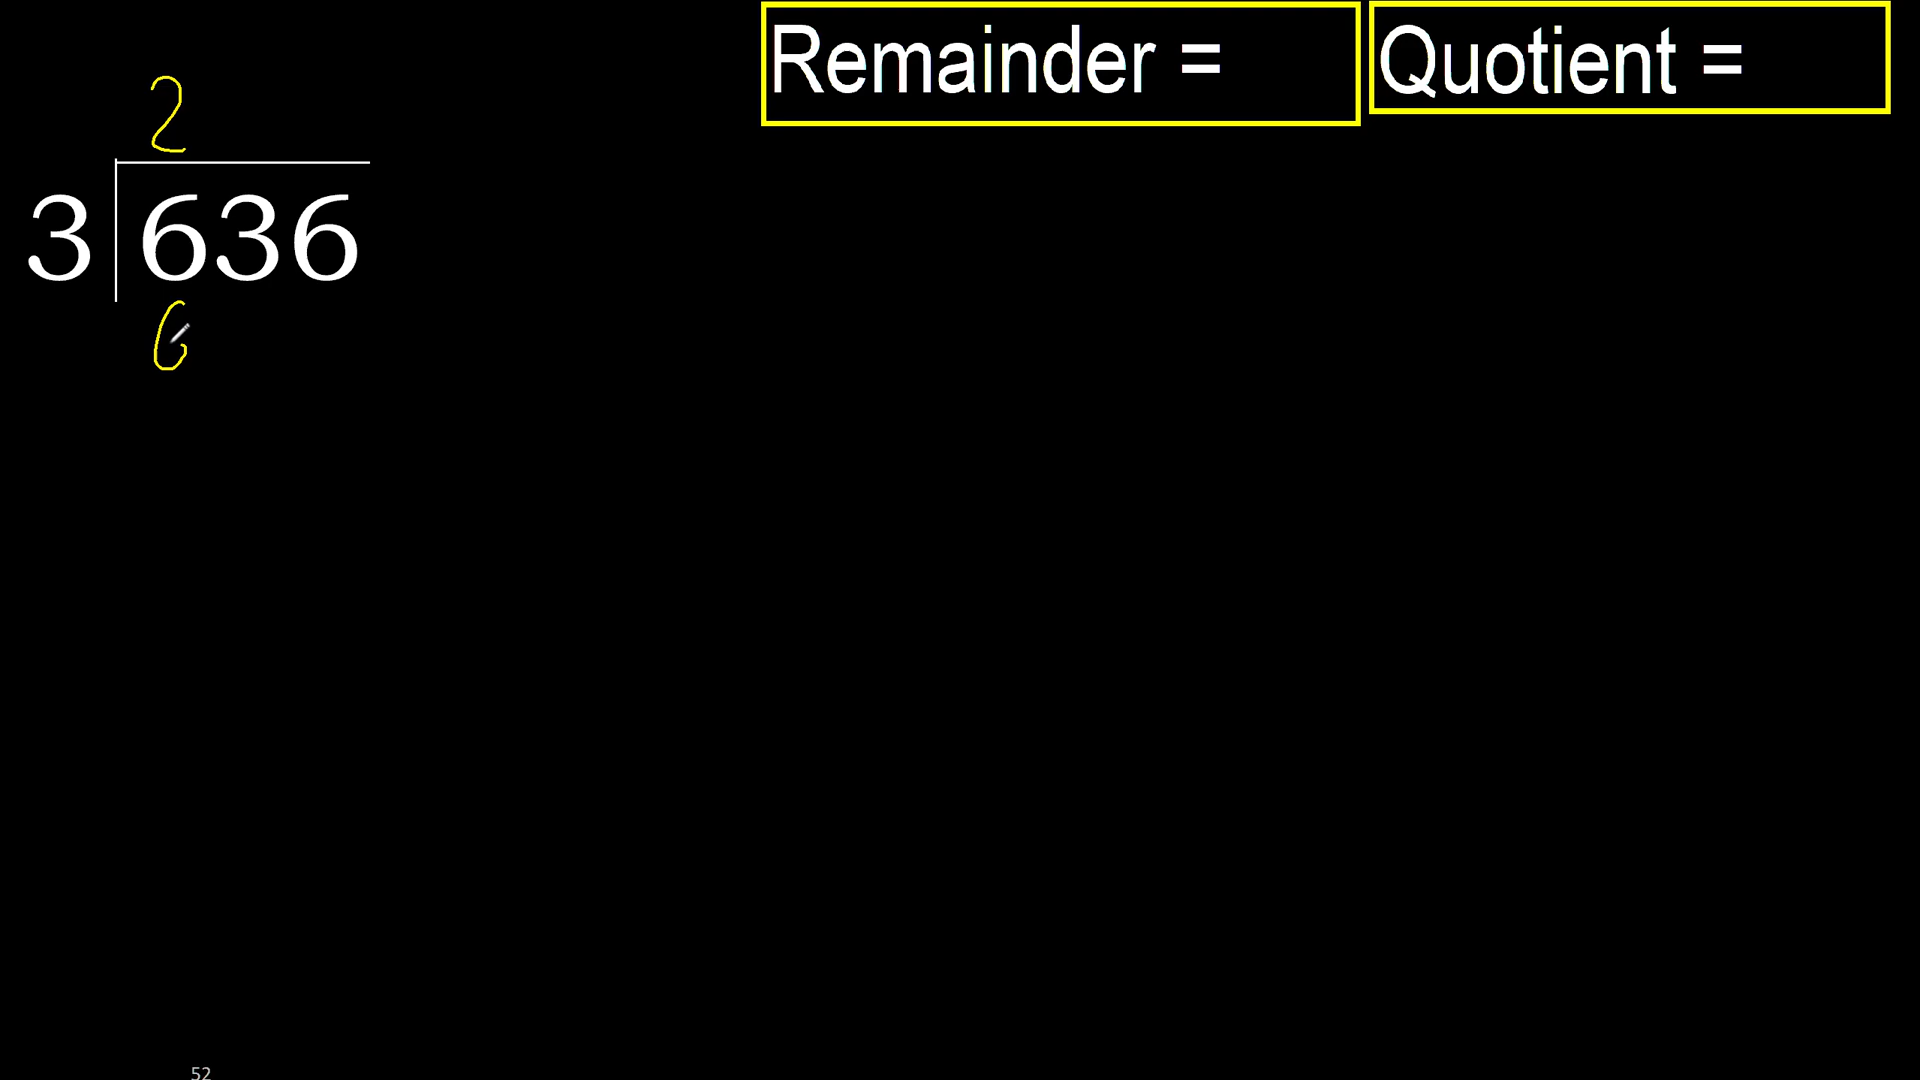 Remainder = Quotient =
2
3 636
6
52